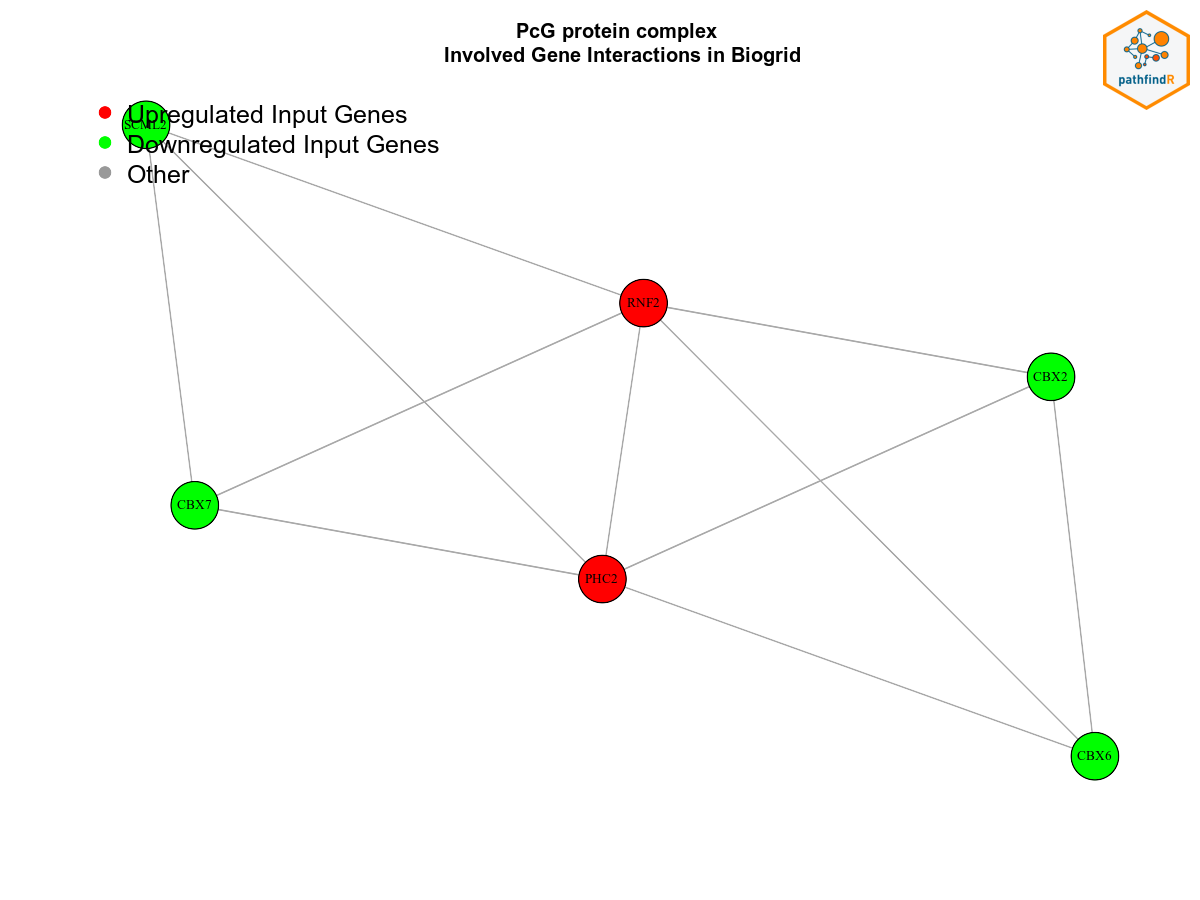 PcG protein complex
Involved Gene Interactions in Biogrid
pathfindR
Upregulated Input Genes
SCML2
Downregulated Input Genes
Other
RNF2
CBX2
CBX7
PHC2
CBX6